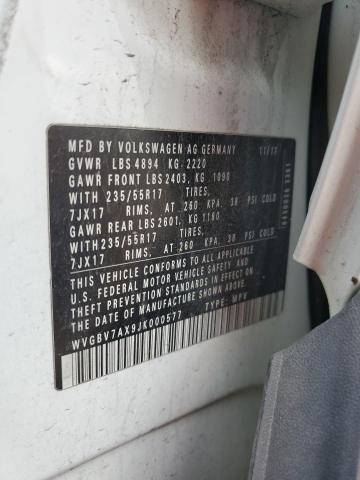 MFD BY VOLKSWAGEN AG GERMANY 11/17
GVWR LBS 4894 KG 2220
GAWR FRONT LBS 2403, KG 1090
WITH 235/55R17 TIRES,
7JX17 RIMS, AT 260 KPA, 38 PSI COLD
GAWR REAR LBS 2601, KG 1180
WITH 235/55R17 TIRES,
7JX17 RIMS, AT 260 KPA, 38 PSI COLD
THIS VEHICLE CONFORMS TO ALL APPLICABLE
U.S. FEDERAL MOTOR VEHICLE SAFETY AND
THEFT PREVENTION STANDARDS IN EFFECT ON
THE DATE OF MANUFACTURE SHOWN ABOVE.
WVGBV7AX9JK000577 TYPE: MPV